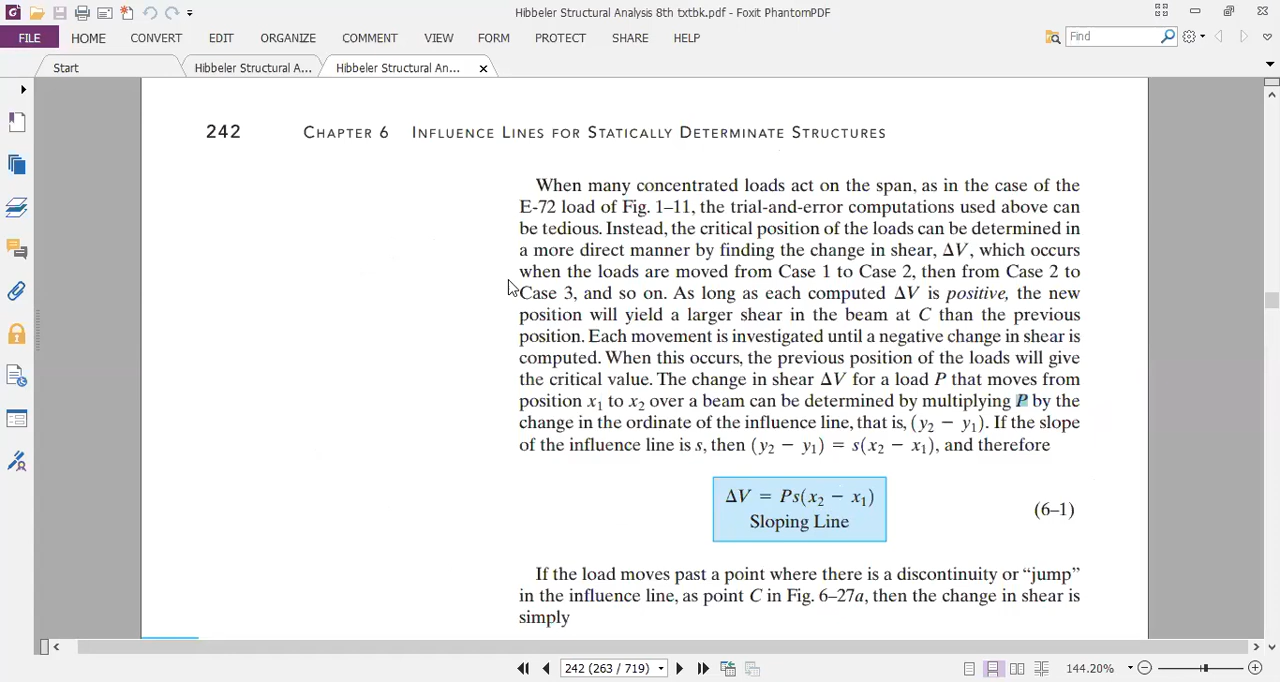 Hibbeler Structural Analysis 8th txtbk.pdf - Foxit PhantomPDF
FILE HOME CONVERT EDIT ORGANIZE COMMENT VIEW FORM PROTECT SHARE HELP Find
Start Hibbeler Structural A... Hibbeler Structural An...
242 CHAPTER 6 INFLUENCE LINES FOR STATICALLY DETERMINATE STRUCTURES
When many concentrated loads act on the span, as in the case of the
E-72 load of Fig. 1–11, the trial-and-error computations used above can
be tedious. Instead, the critical position of the loads can be determined in
a more direct manner by finding the change in shear, ΔV, which occurs
when the loads are moved from Case 1 to Case 2, then from Case 2 to
Case 3, and so on. As long as each computed ΔV is positive, the new
position will yield a larger shear in the beam at C than the previous
position. Each movement is investigated until a negative change in shear is
computed. When this occurs, the previous position of the loads will give
the critical value. The change in shear ΔV for a load P that moves from
position x₁ to x₂ over a beam can be determined by multiplying P by the
change in the ordinate of the influence line, that is, (y₂ − y₁). If the slope
of the influence line is s, then (y₂ − y₁) = s(x₂ − x₁), and therefore
ΔV = Ps(x₂ − x₁)
Sloping Line
(6–1)
If the load moves past a point where there is a discontinuity or “jump”
in the influence line, as point C in Fig. 6–27a, then the change in shear is
simply
242 (263 / 719) 144.20%